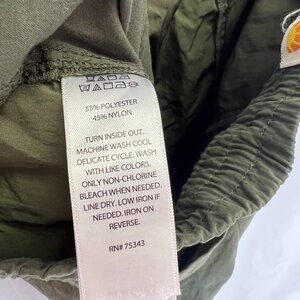 55% POLYESTER
45% NYLON
TURN INSIDE OUT.
MACHINE WASH COOL
DELICATE CYCLE. WASH
WITH LIKE COLORS.
ONLY NON-CHLORINE
BLEACH WHEN NEEDED.
LINE DRY. LOW IRON IF
NEEDED. IRON ON
REVERSE.
RN# 75343